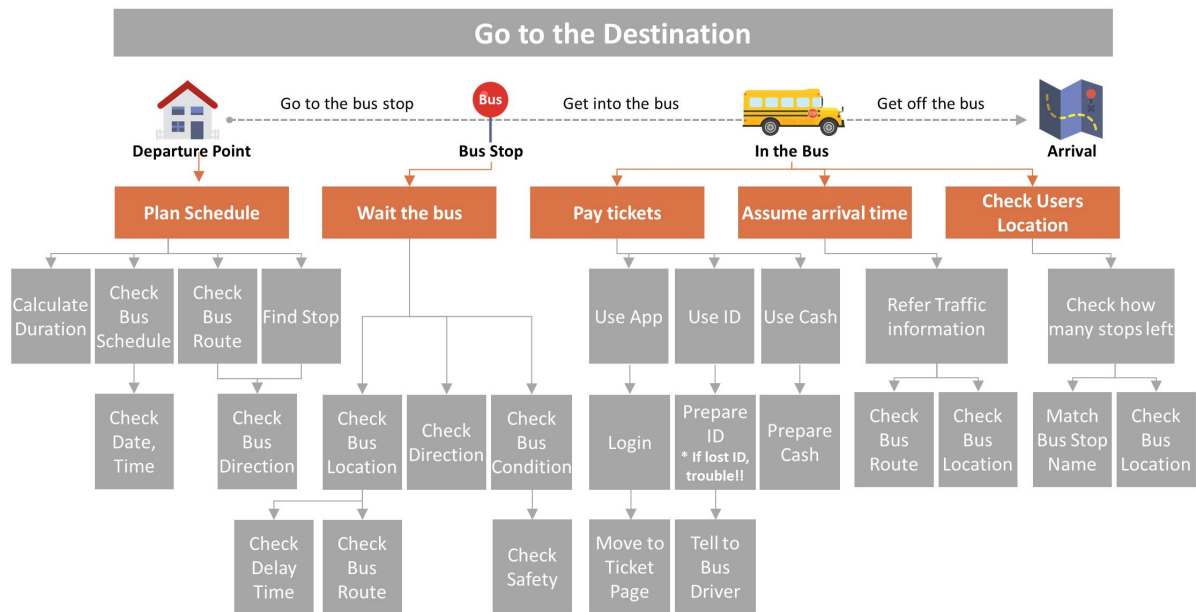 Go to the Destination
Go to the bus stop
Bus
Get into the bus
Get off the bus
Departure Point
Bus Stop
In the Bus
Arrival
Plan Schedule
Wait the bus
Pay tickets
Assume arrival time
Check Users
Location
Calculate
Duration
Check
Bus
Schedule
Check
Bus
Route
Find Stop
Use App
Use ID
Use Cash
Refer Traffic
information
Check how
many stops left
Check
Date,
Time
Check
Bus
Direction
Check
Bus
Location
Check
Direction
Check
Bus
Condition
Login
Prepare
ID
* If lost ID,
trouble!!
Prepare
Cash
Check
Bus
Route
Check
Bus
Location
Match
Bus Stop
Name
Check
Bus
Location
Check
Delay
Time
Check
Bus
Route
Check
Safety
Move to
Ticket
Page
Tell to
Bus
Driver